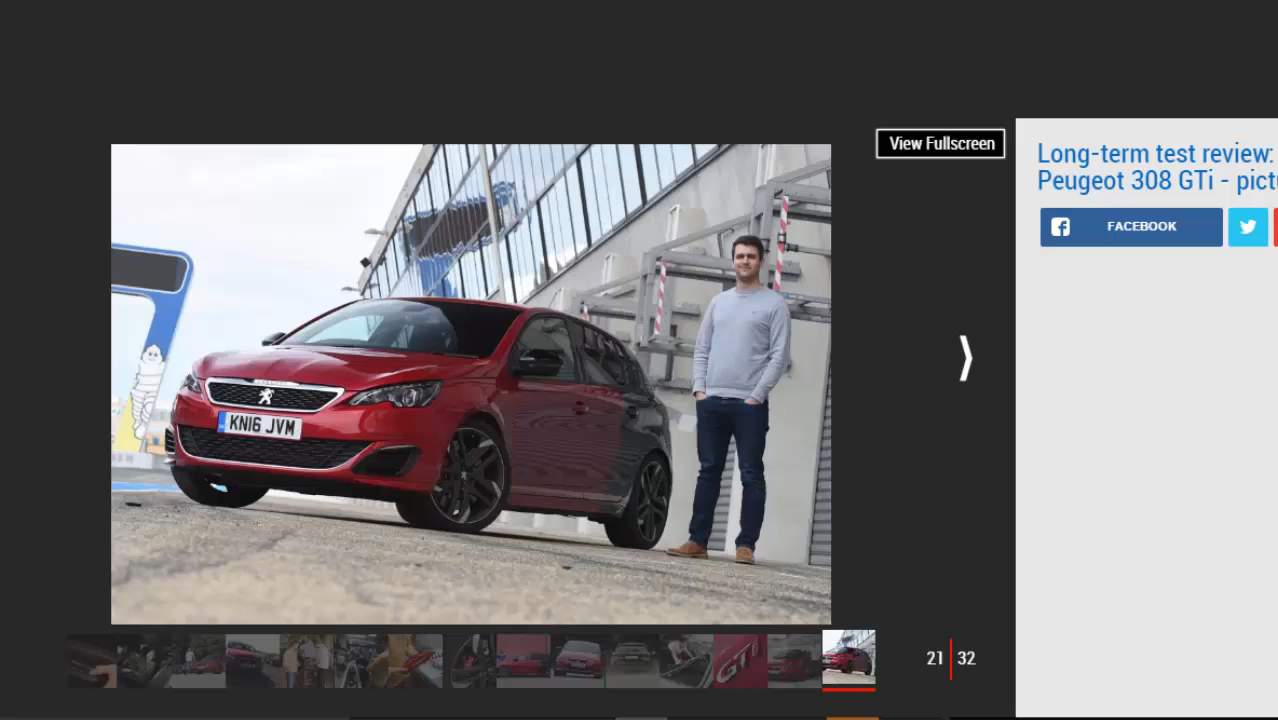 View Fullscreen
Long-term test review:
Peugeot 308 GTi - pict
FACEBOOK
KN16 JVM
GTi
21 32